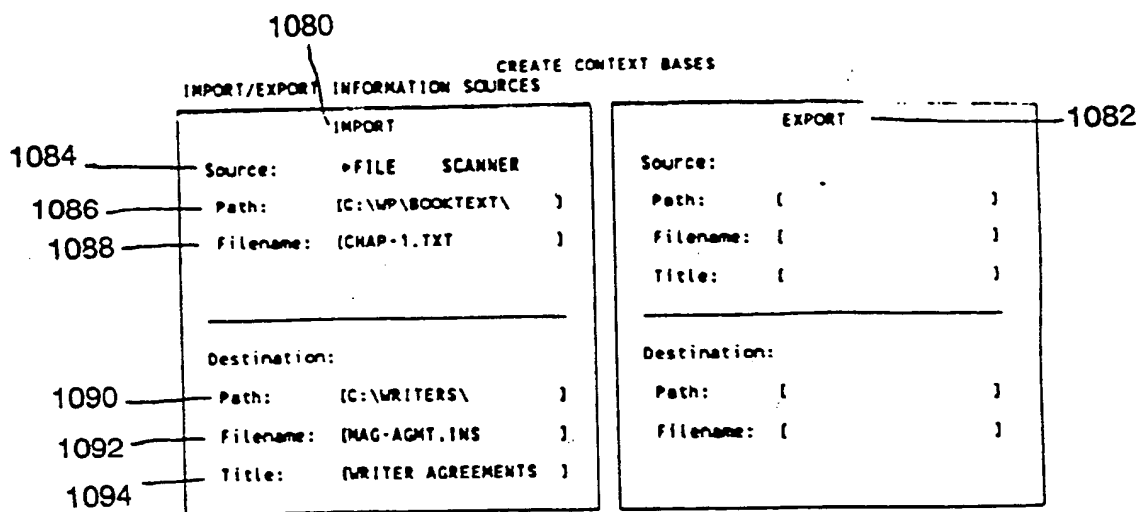 1080
CREATE CONTEXT BASES
IMPORT/EXPORT INFORMATION SOURCES
IMPORT
1084 Source: ▸FILE SCANNER
1086 Path: [C:\WP\BOOKTEXT\ ]
1088 Filename: [CHAP-1.TXT ]
Destination:
1090 Path: [C:\WRITERS\ ]
1092 Filename: [MAG-AGMT.INS ]
1094 Title: [WRITER AGREEMENTS ]
EXPORT 1082
Source:
Path: [ ]
Filename: [ ]
Title: [ ]
Destination:
Path: [ ]
Filename: [ ]